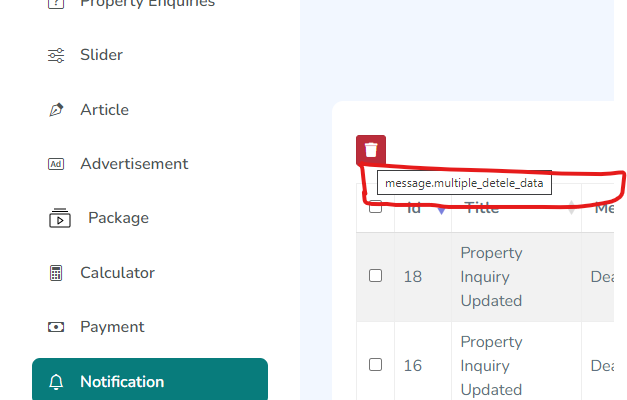 Property Enquiries
Slider
Article
Ad Advertisement
Package
Calculator
Payment
Notification
message.multiple_detele_data
Id Title Me
18 Property Inquiry Updated Dea
16 Property Inquiry Updated Dea